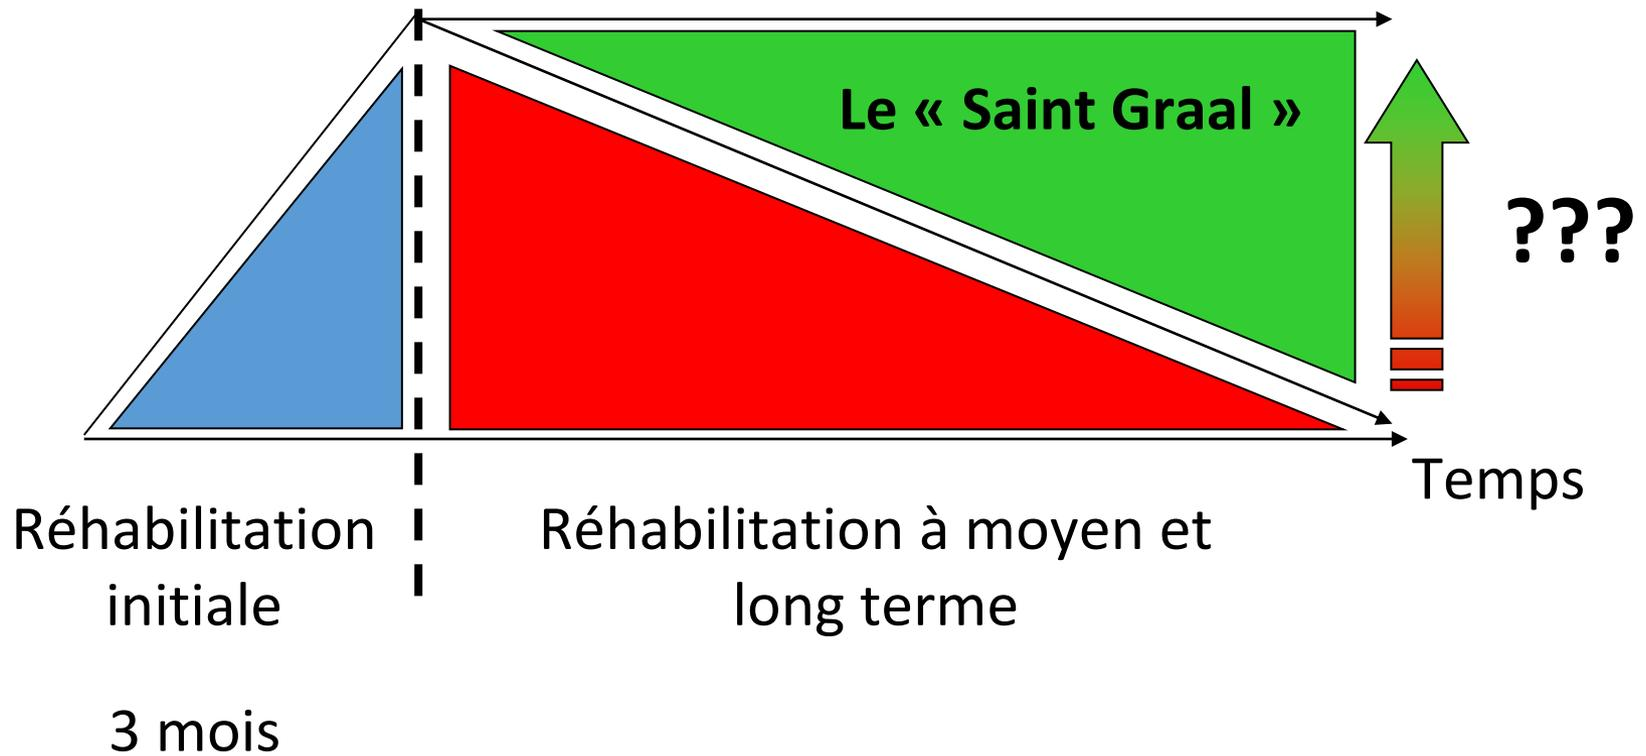 Le « Saint Graal »
???
Temps
Réhabilitation
initiale
Réhabilitation à moyen et
long terme
3 mois